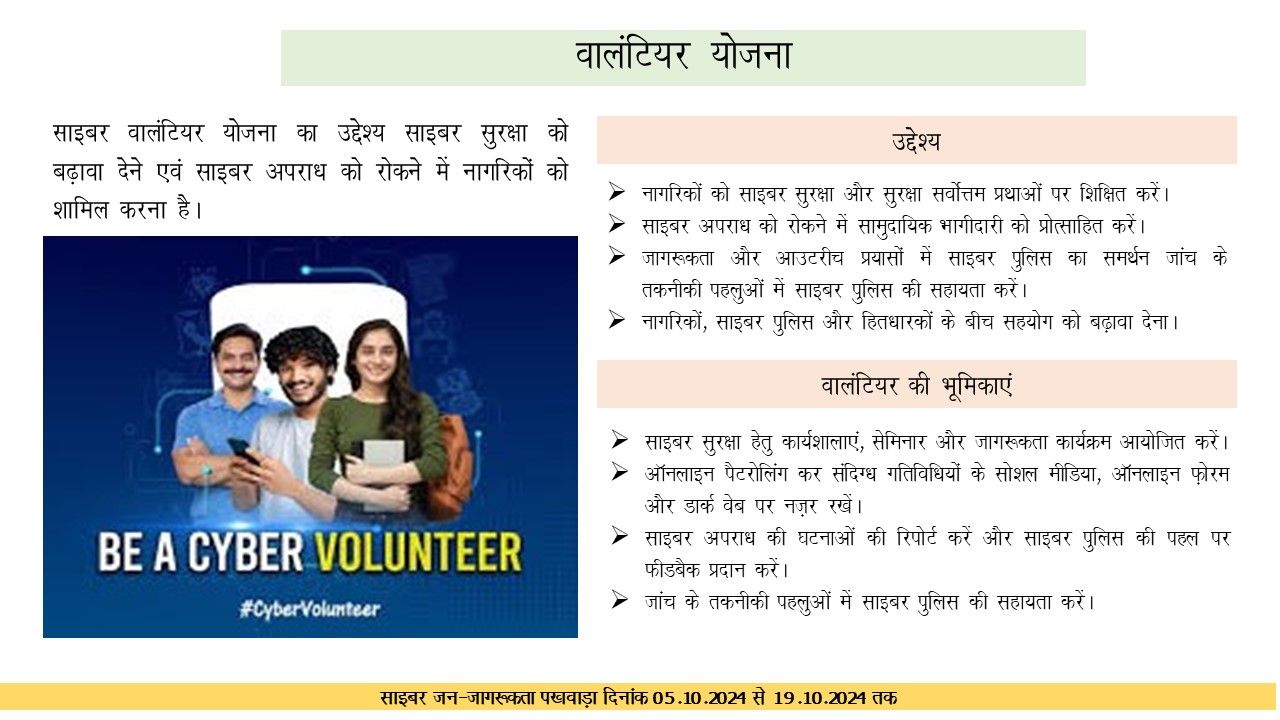 वालंटियर योजना
साइबर वालंटियर योजना का उद्देश्य साइबर सुरक्षा को
बढ़ावा देने एवं साइबर अपराध को रोकने में नागरिकों को
शामिल करना है।
BE A CYBER VOLUNTEER
#CyberVolunteer
उद्देश्य
➢ नागरिकों को साइबर सुरक्षा और सुरक्षा सर्वोत्तम प्रथाओं पर शिक्षित करें।
➢ साइबर अपराध को रोकने में सामुदायिक भागीदारी को प्रोत्साहित करें।
➢ जागरूकता और आउटरीच प्रयासों में साइबर पुलिस का समर्थन जांच के
तकनीकी पहलुओं में साइबर पुलिस की सहायता करें।
➢ नागरिकों, साइबर पुलिस और हितधारकों के बीच सहयोग को बढ़ावा देना।
वालंटियर की भूमिकाएं
➢ साइबर सुरक्षा हेतु कार्यशालाएं, सेमिनार और जागरूकता कार्यक्रम आयोजित करें।
➢ ऑनलाइन पैटरोलिंग कर संदिग्ध गतिविधियों के सोशल मीडिया, ऑनलाइन फ़ोरम
और डार्क वेब पर नज़र रखें।
➢ साइबर अपराध की घटनाओं की रिपोर्ट करें और साइबर पुलिस की पहल पर
फीडबैक प्रदान करें।
➢ जांच के तकनीकी पहलुओं में साइबर पुलिस की सहायता करें।
साइबर जन-जागरूकता पखवाड़ा दिनांक 05.10.2024 से 19.10.2024 तक